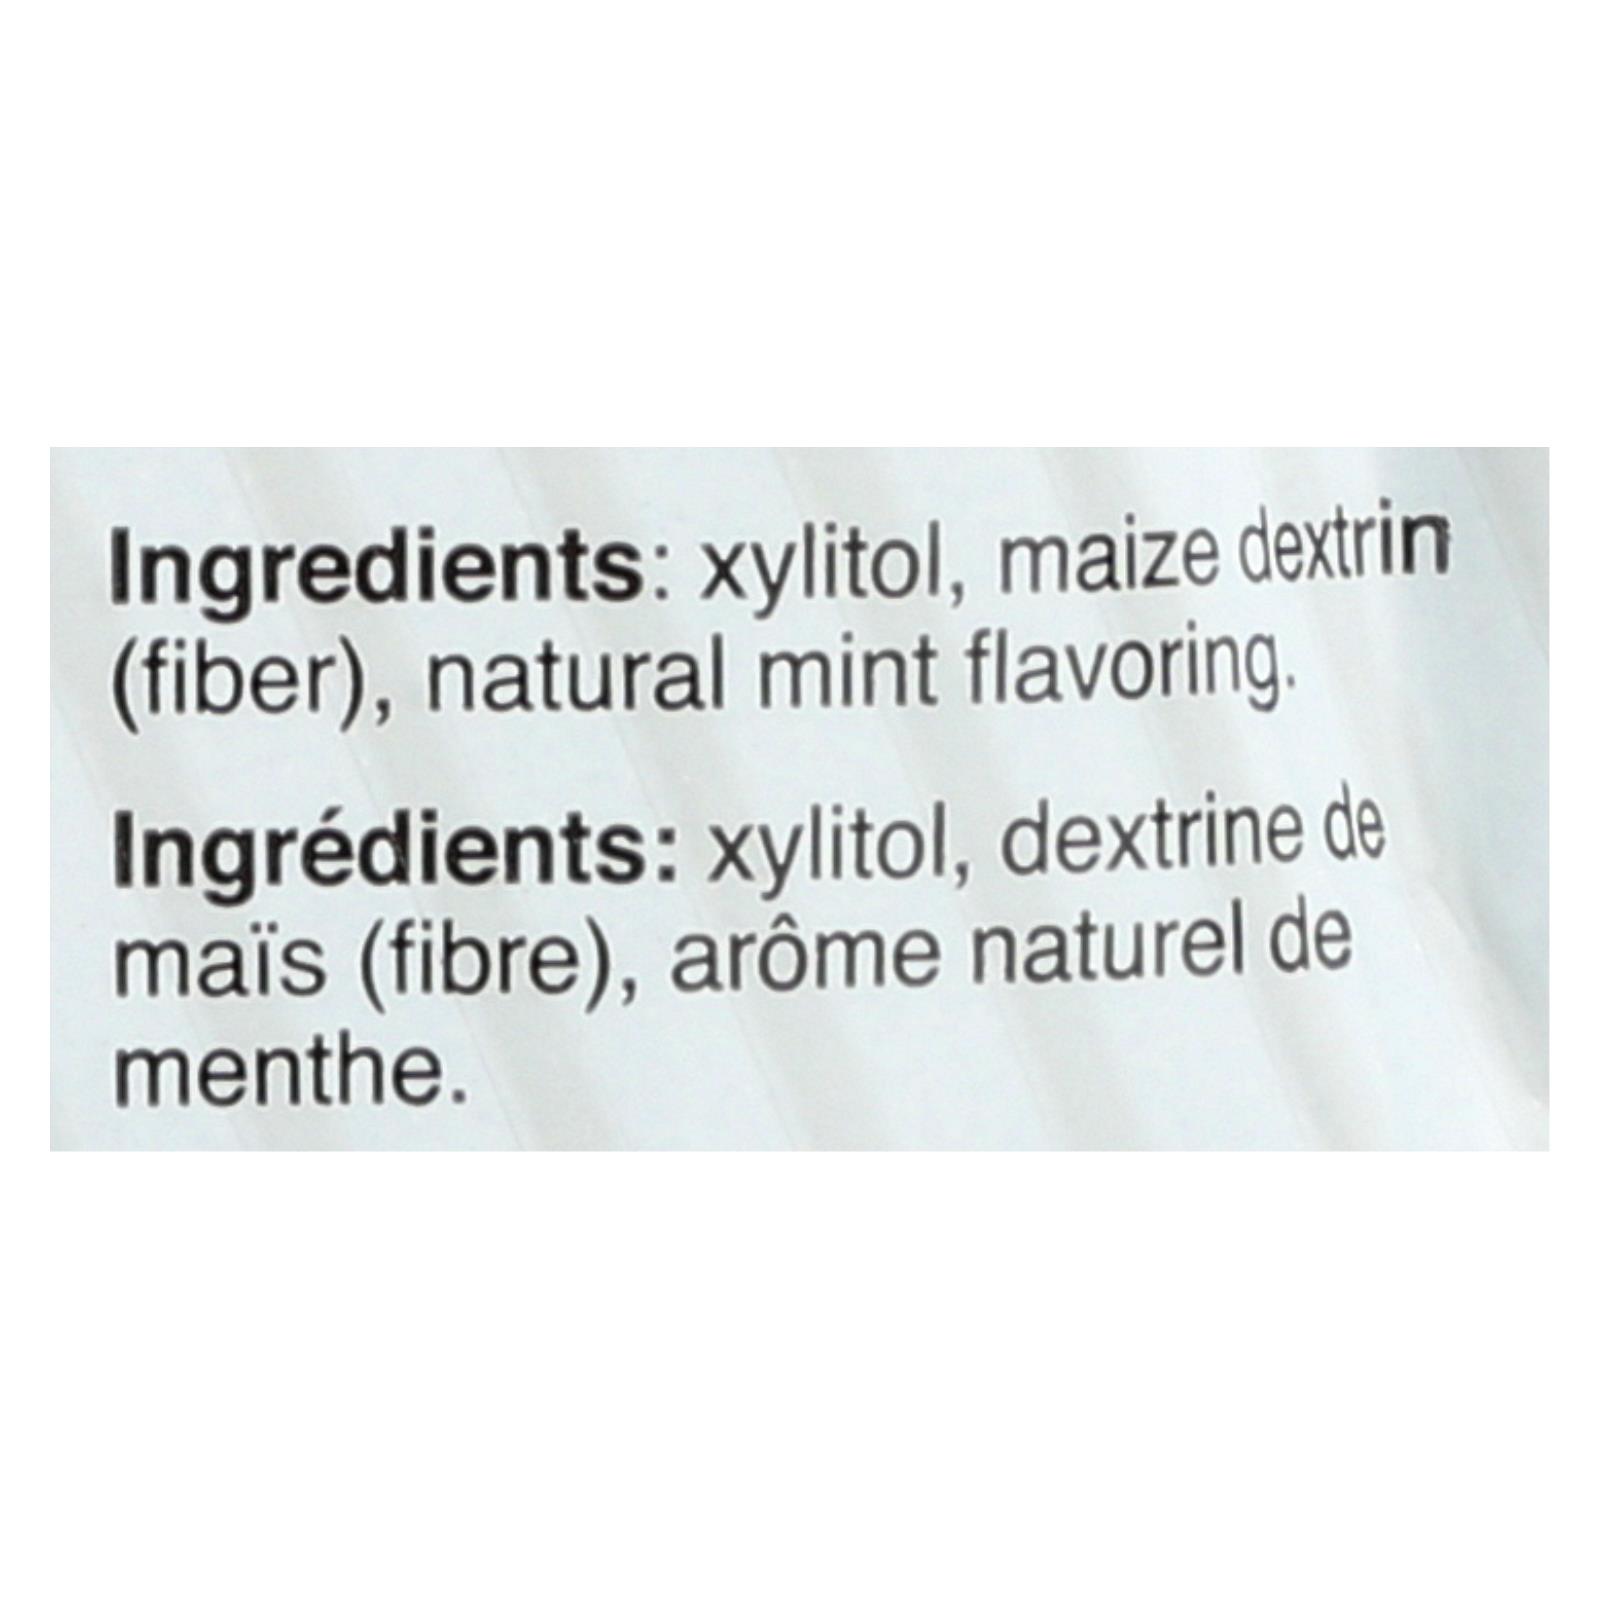 Ingredients: xylitol, maize dextrin
(fiber), natural mint flavoring.
Ingrédients: xylitol, dextrine de
maïs (fibre), arôme naturel de
menthe.